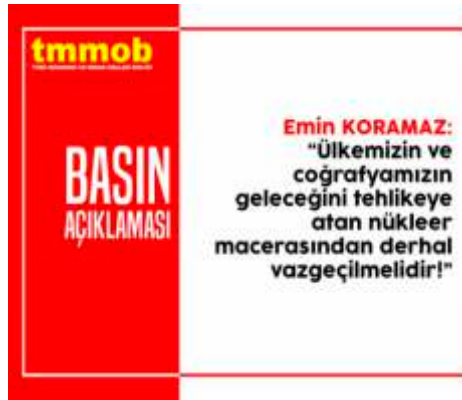 tmmob
BASIN
AÇIKLAMASI
Emin KORAMAZ:
"Ülkemizin ve
coğrafyamızın
geleceğini tehlikeye
atan nükleer
macerasından derhal
vazgeçilmelidir!"